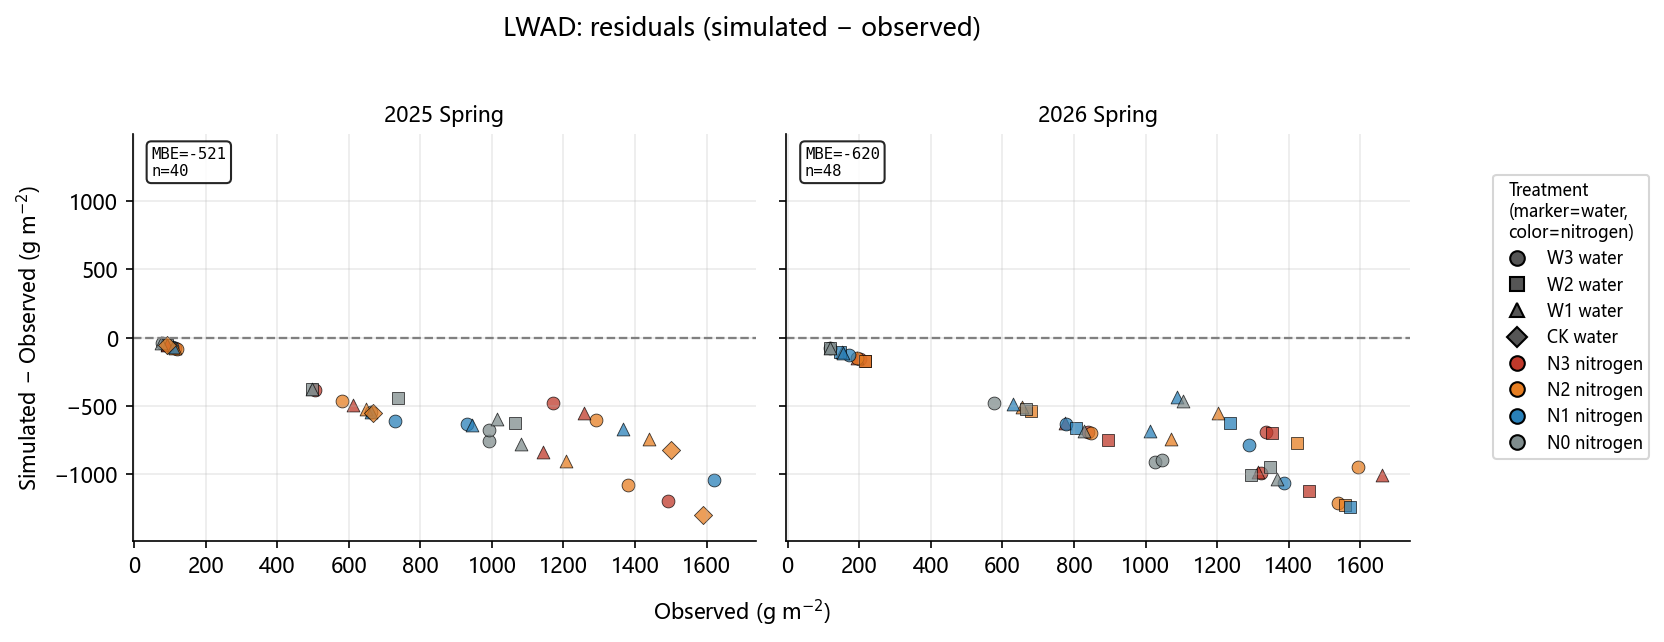 LWAD: residuals (simulated − observed)
2025 Spring
2026 Spring
MBE=-521
n=40
MBE=-620
n=48
Simulated − Observed (g m⁻²)
1000
500
0
−500
−1000
0 200 400 600 800 1000 1200 1400 1600
0 200 400 600 800 1000 1200 1400 1600
Observed (g m⁻²)
Treatment
(marker=water,
color=nitrogen)
W3 water
W2 water
W1 water
CK water
N3 nitrogen
N2 nitrogen
N1 nitrogen
N0 nitrogen